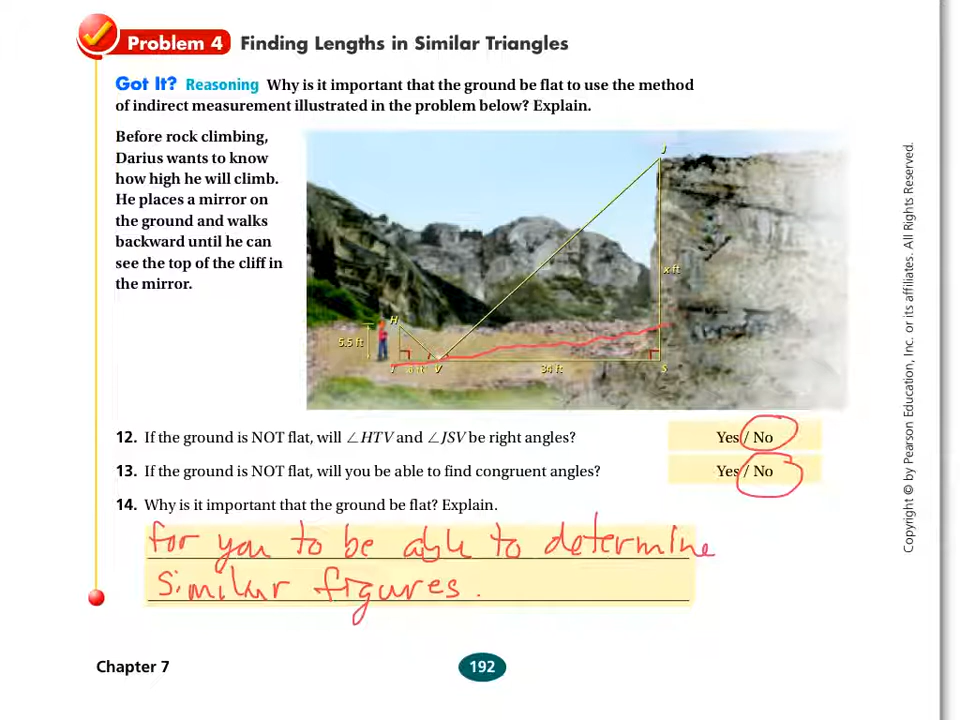 Problem 4 Finding Lengths in Similar Triangles
Got It? Reasoning Why is it important that the ground be flat to use the method
of indirect measurement illustrated in the problem below? Explain.
Before rock climbing,
Darius wants to know
how high he will climb.
He places a mirror on
the ground and walks
backward until he can
see the top of the cliff in
the mirror.
J
x ft
H
5.5 ft
T
6 ft
V
34 ft
S
12. If the ground is NOT flat, will ∠HTV and ∠JSV be right angles? Yes / No
13. If the ground is NOT flat, will you be able to find congruent angles? Yes / No
14. Why is it important that the ground be flat? Explain.
for you to be able to determine
similar figures.
Chapter 7
192
Copyright © by Pearson Education, Inc. or its affiliates. All Rights Reserved.